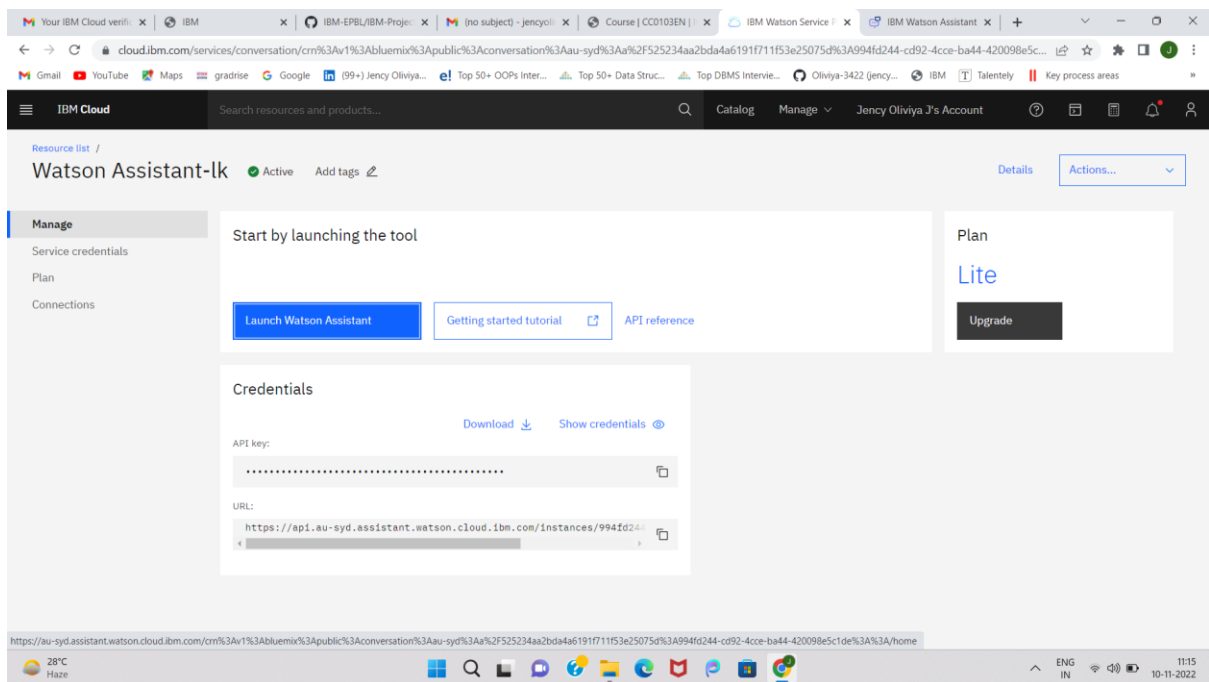 Your IBM Cloud verific
IBM
IBM-EPBL/IBM-Project
(no subject) - jencyoli
Course | CC0103EN |
IBM Watson Service P
IBM Watson Assistant
cloud.ibm.com/services/conversation/crn%3Av1%3Abluemix%3Apublic%3Aconversation%3Aau-syd%3Aa%2F525234aa2bda4a6191f711f53e25075d%3A994fd244-cd92-4cce-ba44-420098e5c...
Gmail YouTube Maps gradrise Google (99+) Jency Oliviya... Top 50+ OOPs Inter... Top 50+ Data Struc... Top DBMS Intervie... Oliviya-3422 (jency... IBM Talentely Key process areas »
IBM Cloud Search resources and products... Catalog Manage Jency Oliviya J's Account
Resource list /
Watson Assistant-lk Active Add tags Details Actions...
Manage
Service credentials
Plan
Connections
Start by launching the tool
Launch Watson Assistant Getting started tutorial API reference
Plan
Lite
Upgrade
Credentials
Download Show credentials
API key:
URL:
https://api.au-syd.assistant.watson.cloud.ibm.com/instances/994fd244
https://au-syd.assistant.watson.cloud.ibm.com/crn%3Av1%3Abluemix%3Apublic%3Aconversation%3Aau-syd%3Aa%2F525234aa2bda4a6191f711f53e25075d%3A994fd244-cd92-4cce-ba44-420098e5c1de%3A%3A/home
28°C
Haze
ENG
IN
11:15
10-11-2022